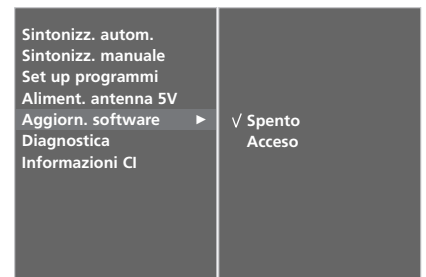 Sintonizz. autom.
Sintonizz. manuale
Set up programmi
Aliment. antenna 5V
Aggiorn. software ►
Diagnostica
Informazioni CI
√ Spento
Acceso